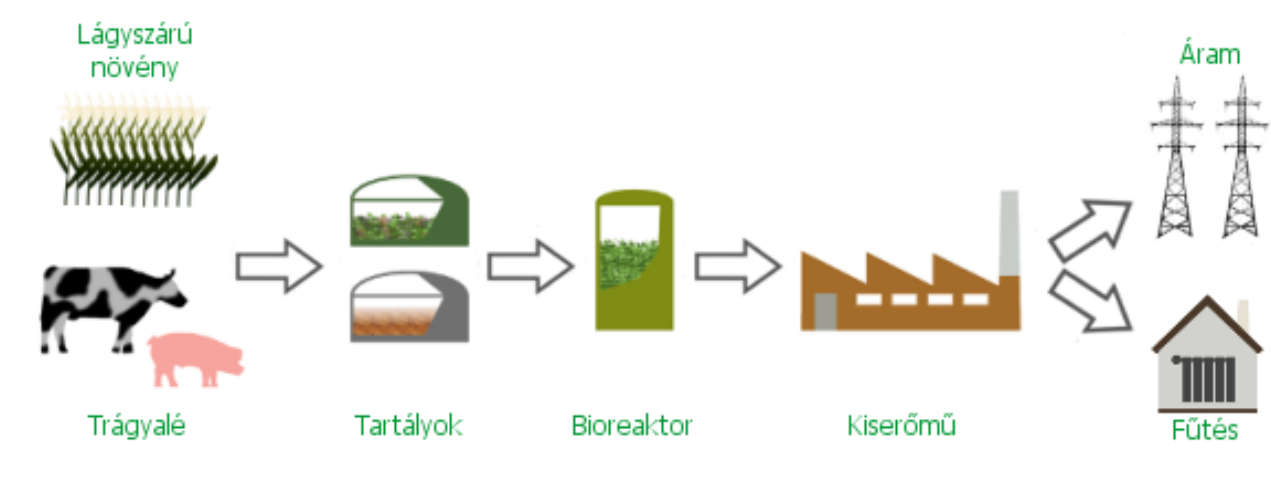 Lágyszárú
növény
Áram
Trágyalé
Tartályok
Bioreaktor
Kiserőmű
Fűtés